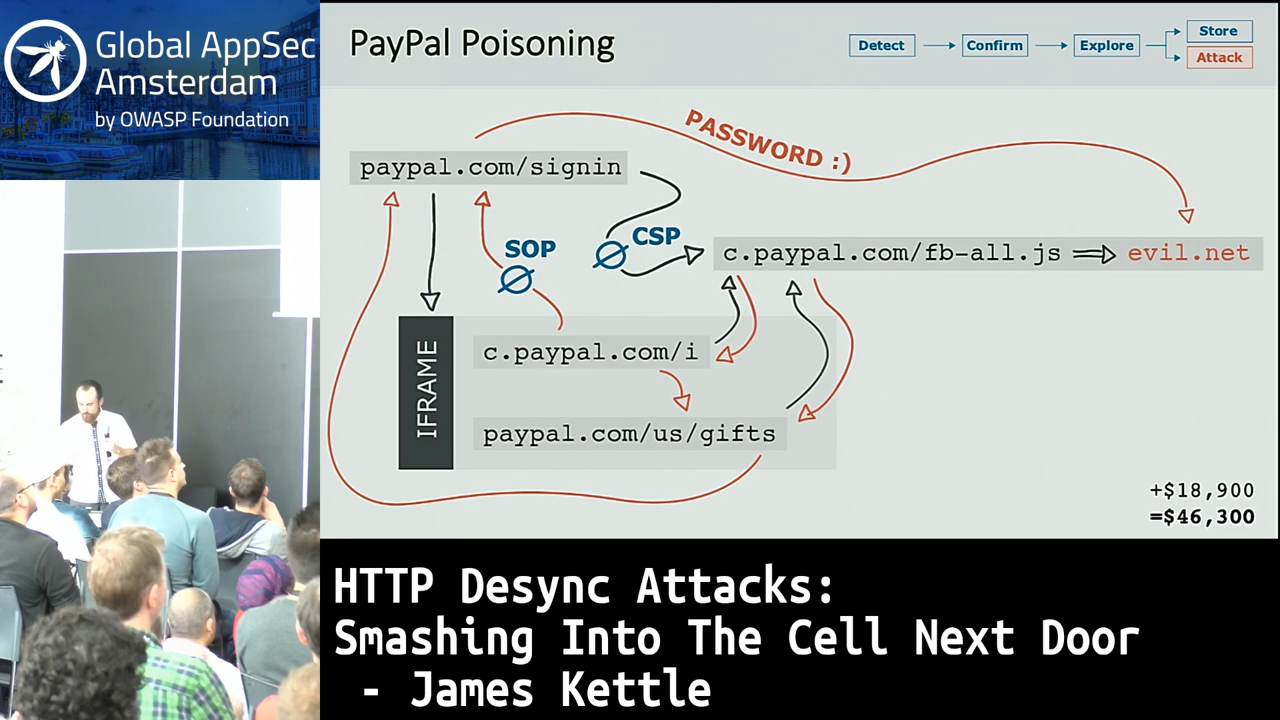 Global AppSec
Amsterdam
by OWASP Foundation
PayPal Poisoning
Detect
Confirm
Explore
Store
Attack
PASSWORD :)
paypal.com/signin
CSP
SOP
c.paypal.com/fb-all.js
evil.net
IFRAME
c.paypal.com/i
paypal.com/us/gifts
+$18,900
=$46,300
HTTP Desync Attacks:
Smashing Into The Cell Next Door
- James Kettle